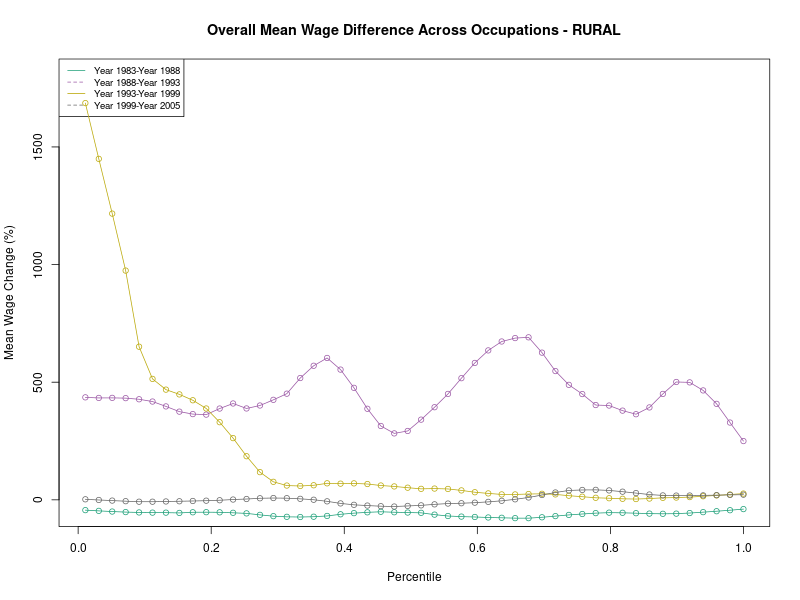 Overall Mean Wage Difference Across Occupations - RURAL
Year 1983-Year 1988
Year 1988-Year 1993
Year 1993-Year 1999
Year 1999-Year 2005
Mean Wage Change (%)
1500
1000
500
0
0.0 0.2 0.4 0.6 0.8 1.0
Percentile